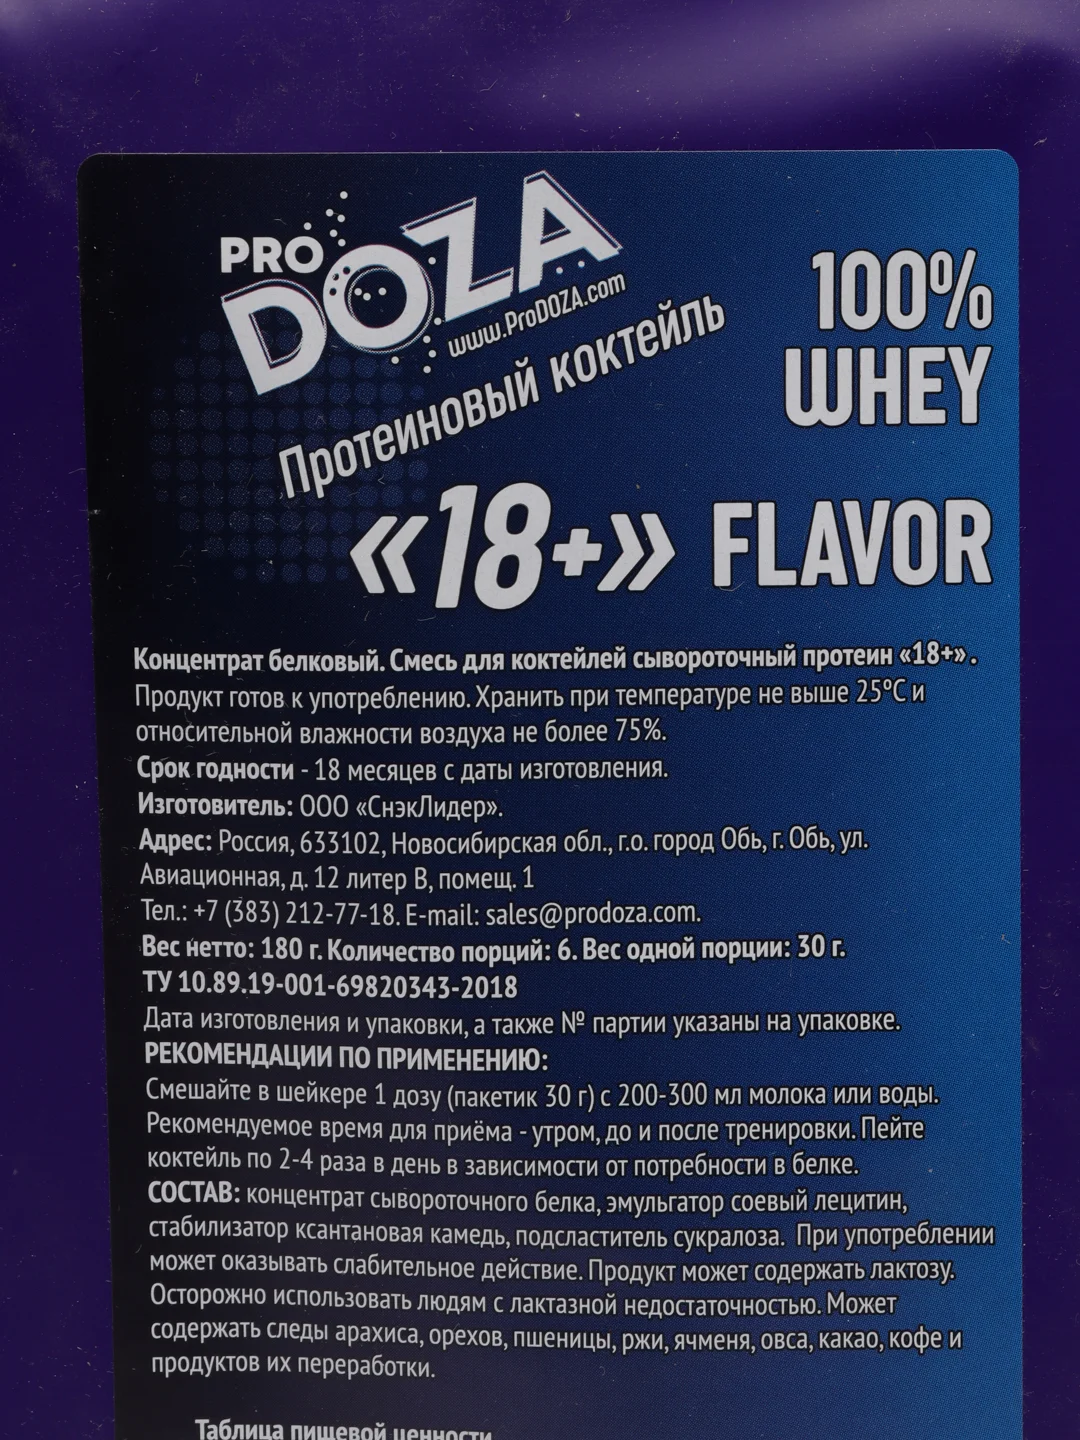 PRO
DOZA
www.ProDOZA.com
Протеиновый коктейль
100%
WHEY
«18+» FLAVOR
Концентрат белковый. Смесь для коктейлей сывороточный протеин «18+» .
Продукт готов к употреблению. Хранить при температуре не выше 25ºС и
относительной влажности воздуха не более 75%.
Срок годности - 18 месяцев с даты изготовления.
Изготовитель: ООО «СнэкЛидер».
Адрес: Россия, 633102, Новосибирская обл., г.о. город Обь, г. Обь, ул.
Авиационная, д. 12 литер В, помещ. 1
Тел.: +7 (383) 212-77-18. E-mail: sales@prodoza.com.
Вес нетто: 180 г. Количество порций: 6. Вес одной порции: 30 г.
ТУ 10.89.19-001-69820343-2018
Дата изготовления и упаковки, а также № партии указаны на упаковке.
РЕКОМЕНДАЦИИ ПО ПРИМЕНЕНИЮ:
Смешайте в шейкере 1 дозу (пакетик 30 г) с 200-300 мл молока или воды.
Рекомендуемое время для приёма - утром, до и после тренировки. Пейте
коктейль по 2-4 раза в день в зависимости от потребности в белке.
СОСТАВ: концентрат сывороточного белка, эмульгатор соевый лецитин,
стабилизатор ксантановая камедь, подсластитель сукралоза. При употреблении
может оказывать слабительное действие. Продукт может содержать лактозу.
Осторожно использовать людям с лактазной недостаточностью. Может
содержать следы арахиса, орехов, пшеницы, ржи, ячменя, овса, какао, кофе и
продуктов их переработки.
Таблица пищевой ценности